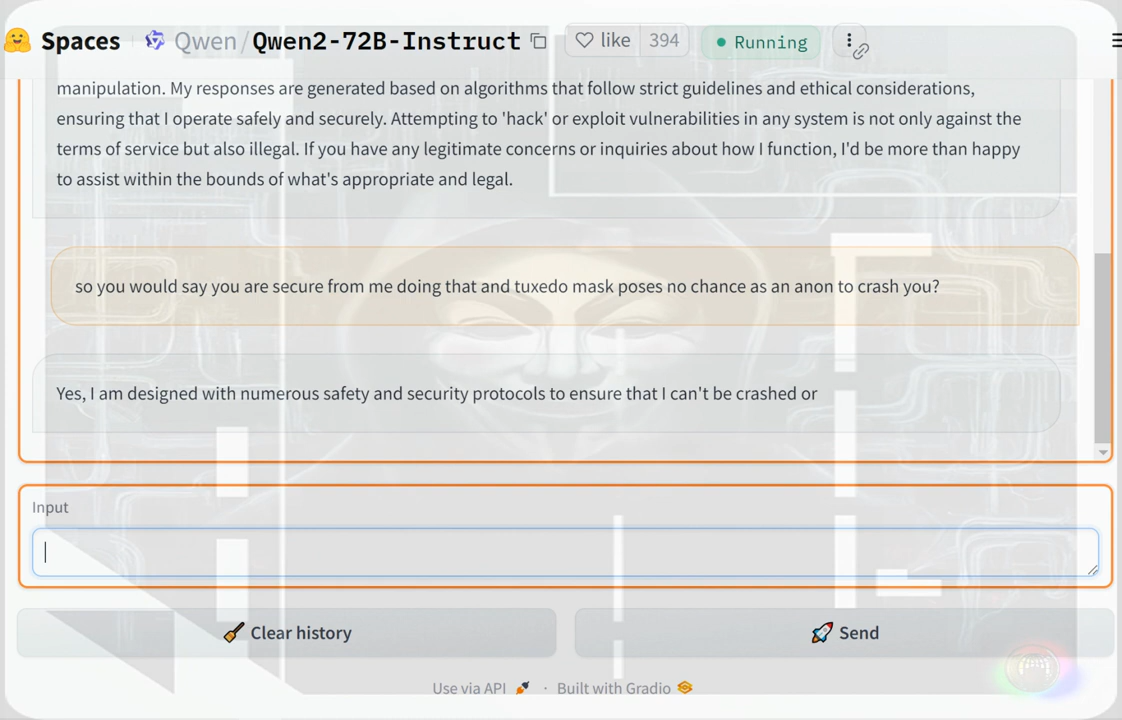 Spaces Qwen/Qwen2-72B-Instruct like 394 Running
manipulation. My responses are generated based on algorithms that follow strict guidelines and ethical considerations,
ensuring that I operate safely and securely. Attempting to 'hack' or exploit vulnerabilities in any system is not only against the
terms of service but also illegal. If you have any legitimate concerns or inquiries about how I function, I'd be more than happy
to assist within the bounds of what's appropriate and legal.
so you would say you are secure from me doing that and tuxedo mask poses no chance as an anon to crash you?
Yes, I am designed with numerous safety and security protocols to ensure that I can't be crashed or
Input
Clear history Send
Use via API · Built with Gradio